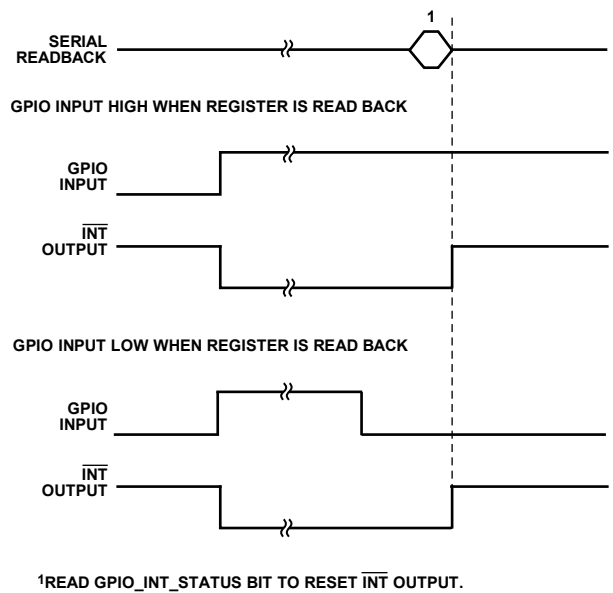 1
SERIAL
READBACK
GPIO INPUT HIGH WHEN REGISTER IS READ BACK
GPIO
INPUT
INT
OUTPUT
GPIO INPUT LOW WHEN REGISTER IS READ BACK
GPIO
INPUT
INT
OUTPUT
1READ GPIO_INT_STATUS BIT TO RESET INT OUTPUT.